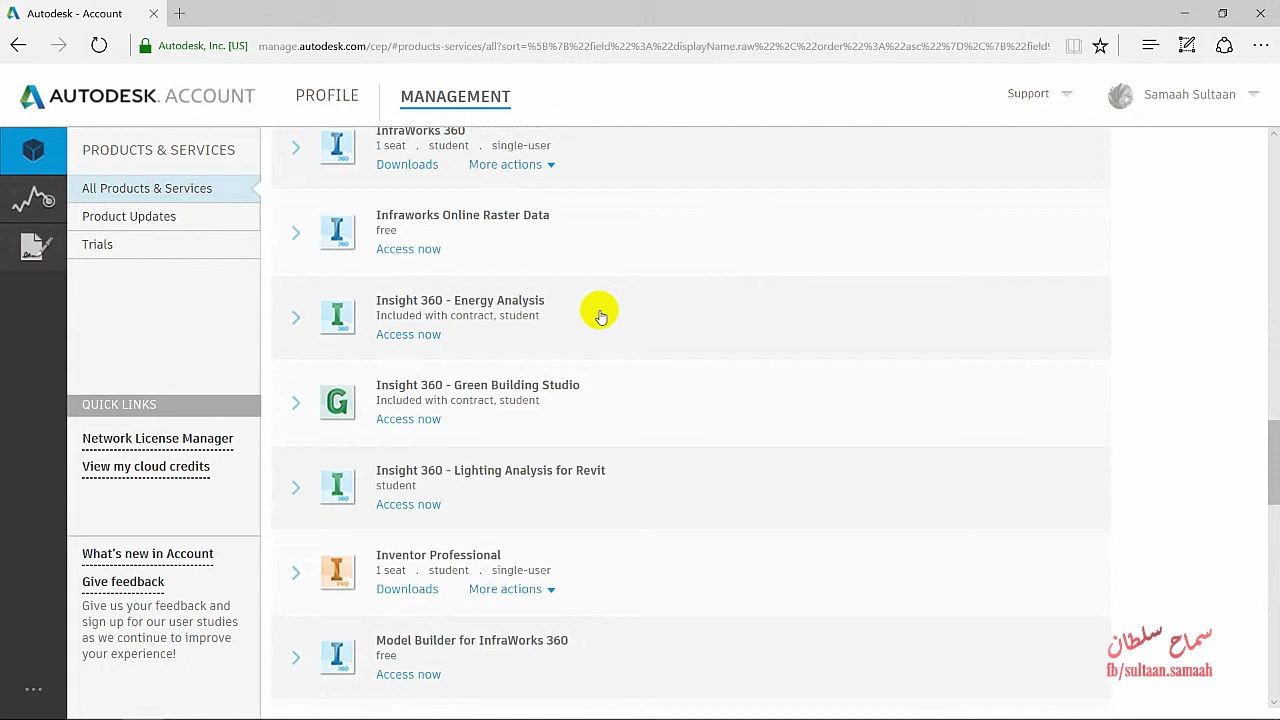 Autodesk - Account
Autodesk, Inc. [US]
manage.autodesk.com/cep/#products-services/all?sort=%5B%7B%22field%22%3A%22displayName.raw%22%2C%22order%22%3A%22asc%22%7D%2C%7B%22field%
AUTODESK. ACCOUNT
PROFILE
MANAGEMENT
Support
Samaah Sultaan
PRODUCTS & SERVICES
All Products & Services
Product Updates
Trials
QUICK LINKS
Network License Manager
View my cloud credits
What's new in Account
Give feedback
Give us your feedback and
sign up for our user studies
as we continue to improve
your experience!
InfraWorks 360
1 seat . student . single-user
Downloads More actions
Infraworks Online Raster Data
free
Access now
Insight 360 - Energy Analysis
Included with contract, student
Access now
Insight 360 - Green Building Studio
Included with contract, student
Access now
Insight 360 - Lighting Analysis for Revit
student
Access now
Inventor Professional
1 seat . student . single-user
Downloads More actions
Model Builder for InfraWorks 360
free
Access now
سماح سلطان
fb/sultaan.samaah